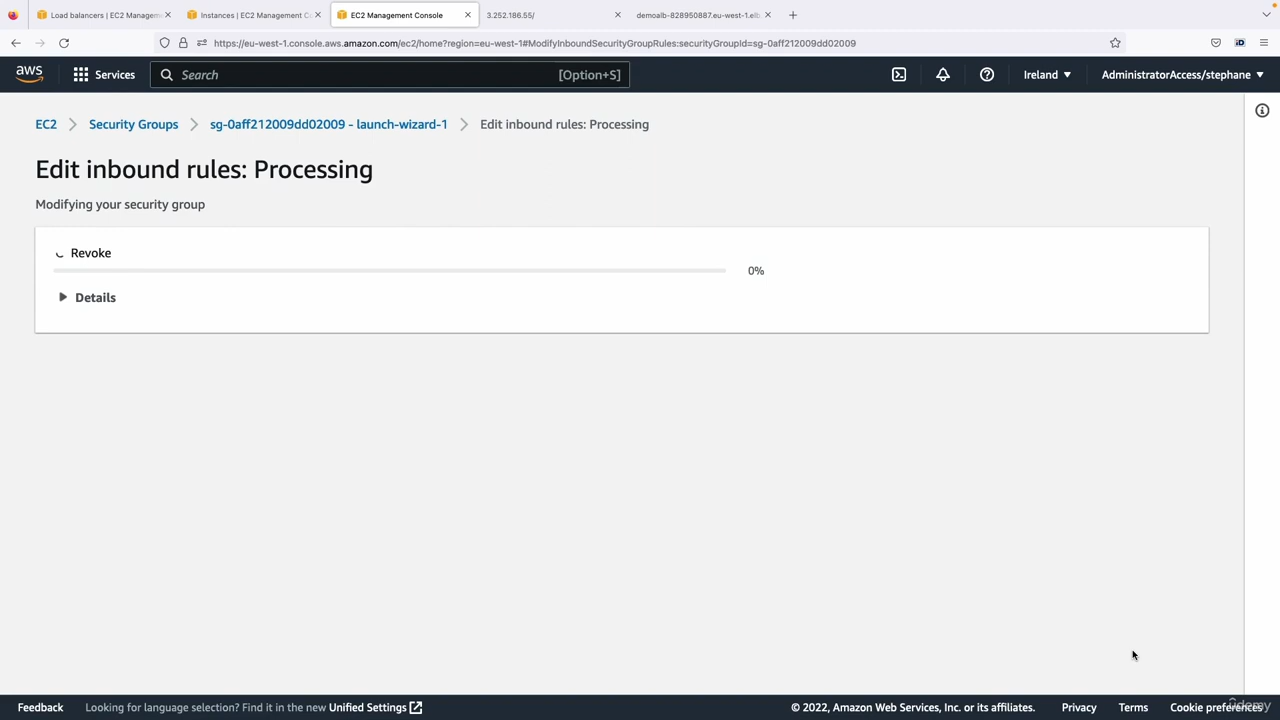 Load balancers | EC2 Managem
Instances | EC2 Management C
EC2 Management Console
3.252.186.55/
demoalb-828950887.eu-west-1.elb
https://eu-west-1.console.aws.amazon.com/ec2/home?region=eu-west-1#ModifyInboundSecurityGroupRules:securityGroupId=sg-0aff212009dd02009
aws
Services
Search
[Option+S]
Ireland
AdministratorAccess/stephane
EC2
Security Groups
sg-0aff212009dd02009 - launch-wizard-1
Edit inbound rules: Processing
Edit inbound rules: Processing
Modifying your security group
Revoke
0%
Details
Feedback
Looking for language selection? Find it in the new Unified Settings
© 2022, Amazon Web Services, Inc. or its affiliates.
Privacy
Terms
Cookie preferences
udemy